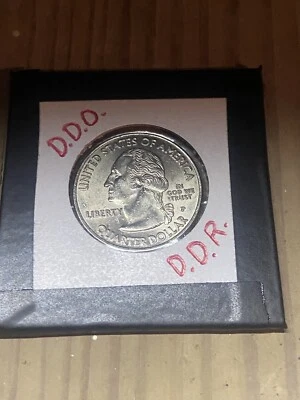 D.D.O.
UNITED STATES OF AMERICA
LIBERTY
IN
GOD WE
TRUST
P
QUARTER DOLLAR
D.D.R.